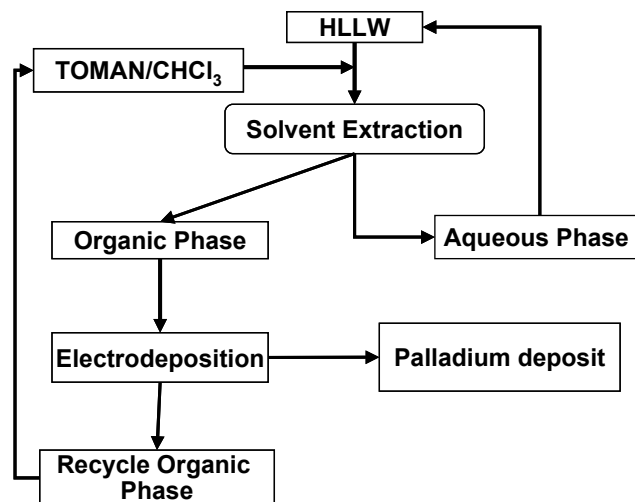 HLLW
TOMAN/CHCl₃
Solvent Extraction
Organic Phase
Aqueous Phase
Electrodeposition
Palladium deposit
Recycle Organic
Phase